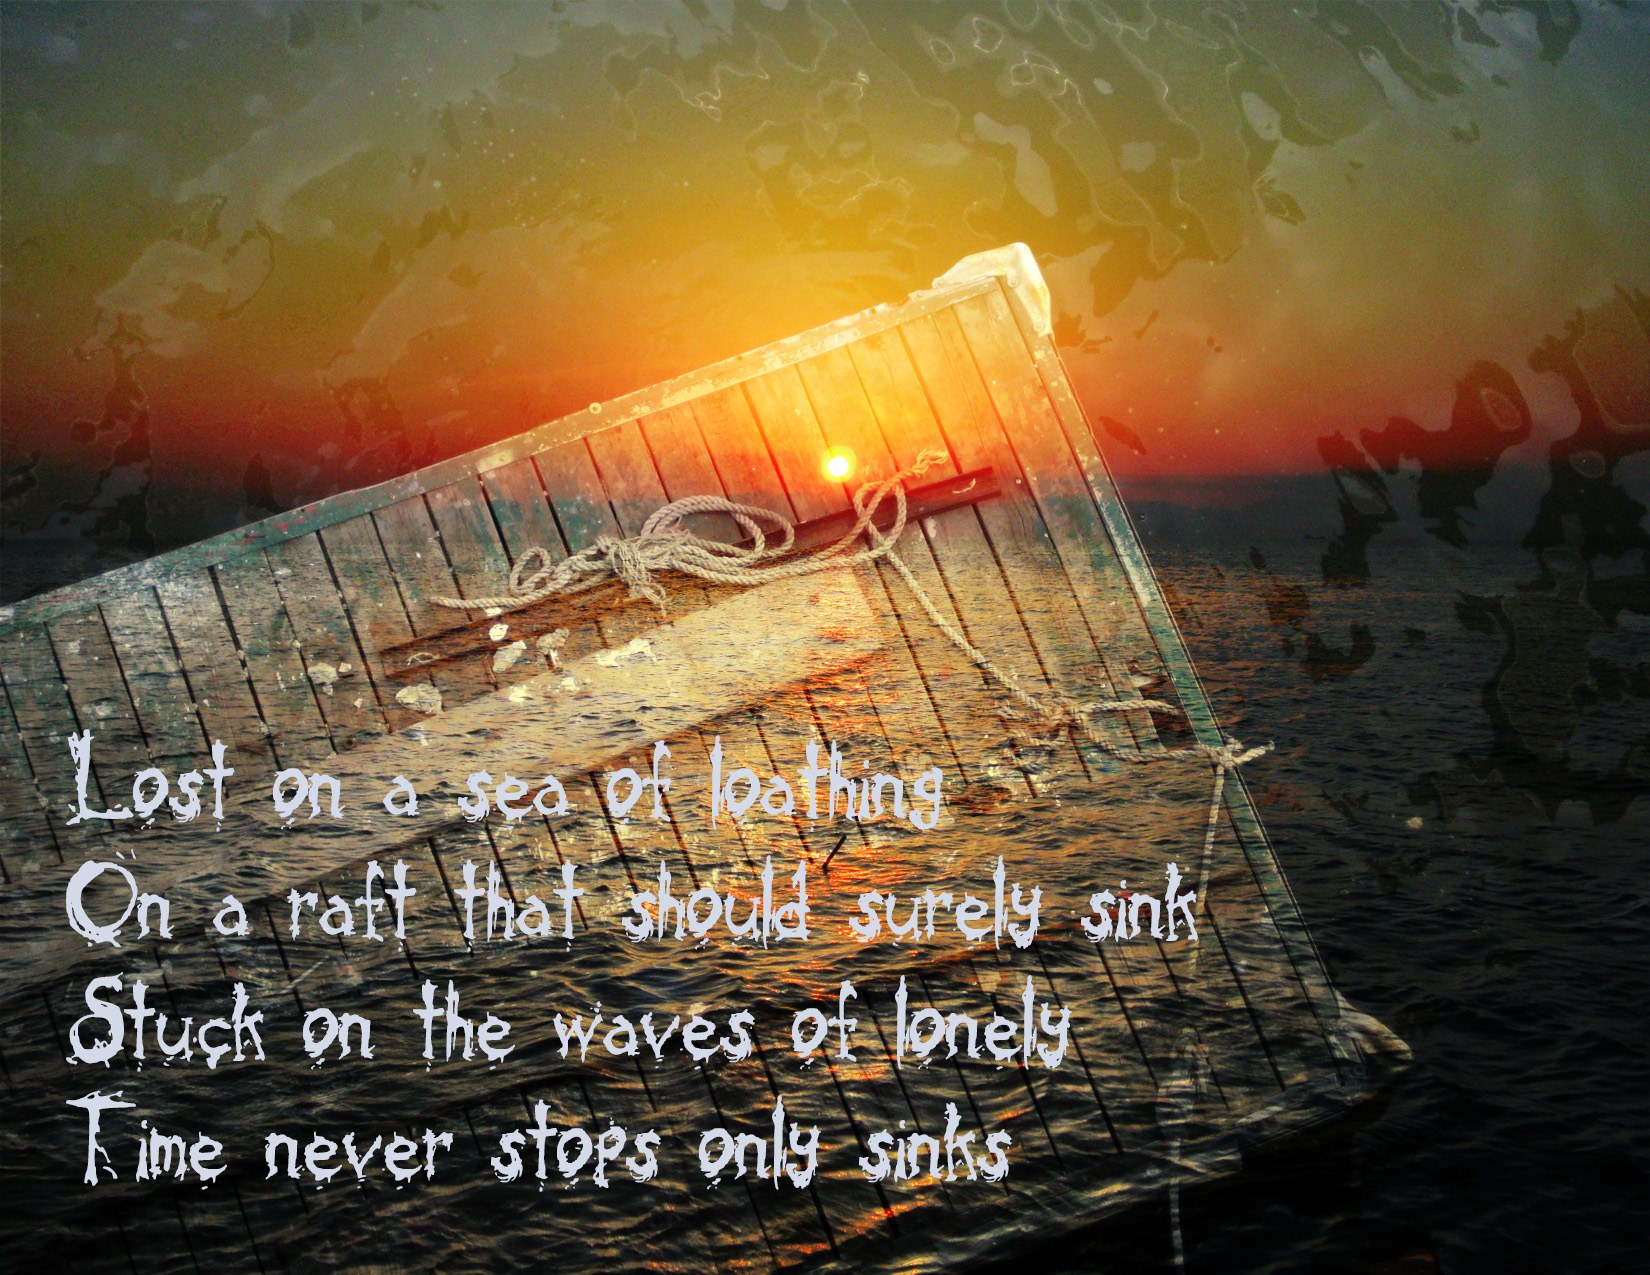 Lost on a sea of loathing
On a raft that should surely sink
Stuck on the waves of lonely
Time never stops only sinks